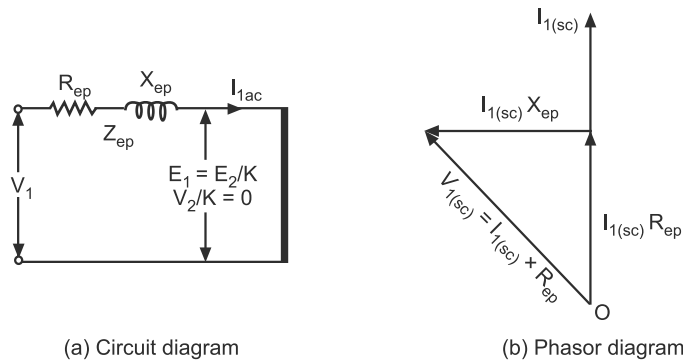 R_ep
X_ep
I_1ac
Z_ep
V_1
E_1 = E_2/K
V_2/K = 0
(a) Circuit diagram
I_1(sc)
I_1(sc) X_ep
V_1(sc) = I_1(sc) × R_ep
I_1(sc) R_ep
O
(b) Phasor diagram